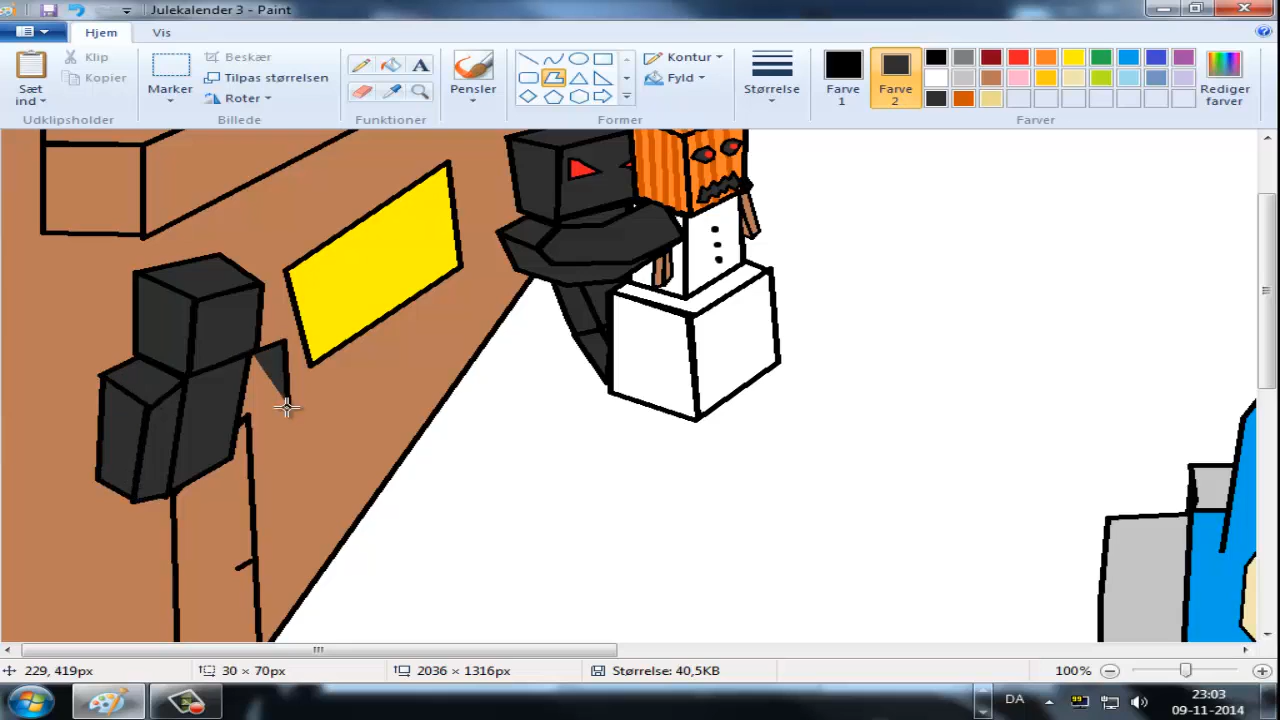 Julekalender 3 - Paint
Hjem
Vis
Sæt ind
Klip
Kopier
Udklipsholder
Marker
Beskær
Tilpas størrelsen
Roter
Billede
A
Funktioner
Pensler
Kontur
Fyld
Former
Størrelse
Farve 1
Farve 2
Rediger farver
Farver
229, 419px
30 × 70px
2036 × 1316px
Størrelse: 40,5KB
100%
DA
99
23:03
09-11-2014